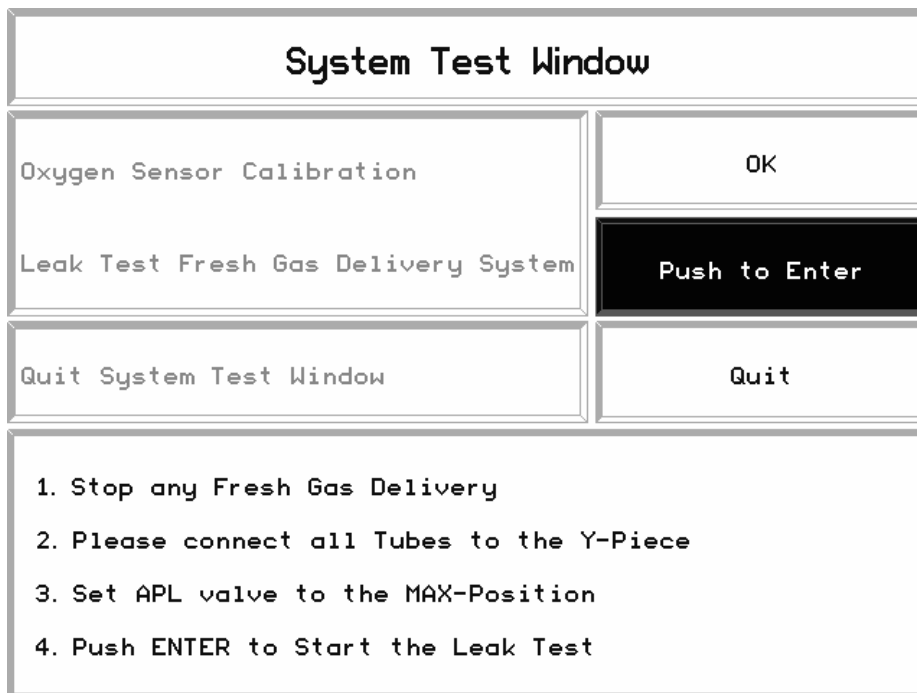 System Test Window
Oxygen Sensor Calibration
OK
Leak Test Fresh Gas Delivery System
Push to Enter
Quit System Test Window
Quit
1. Stop any Fresh Gas Delivery
2. Please connect all Tubes to the Y-Piece
3. Set APL valve to the MAX-Position
4. Push ENTER to Start the Leak Test